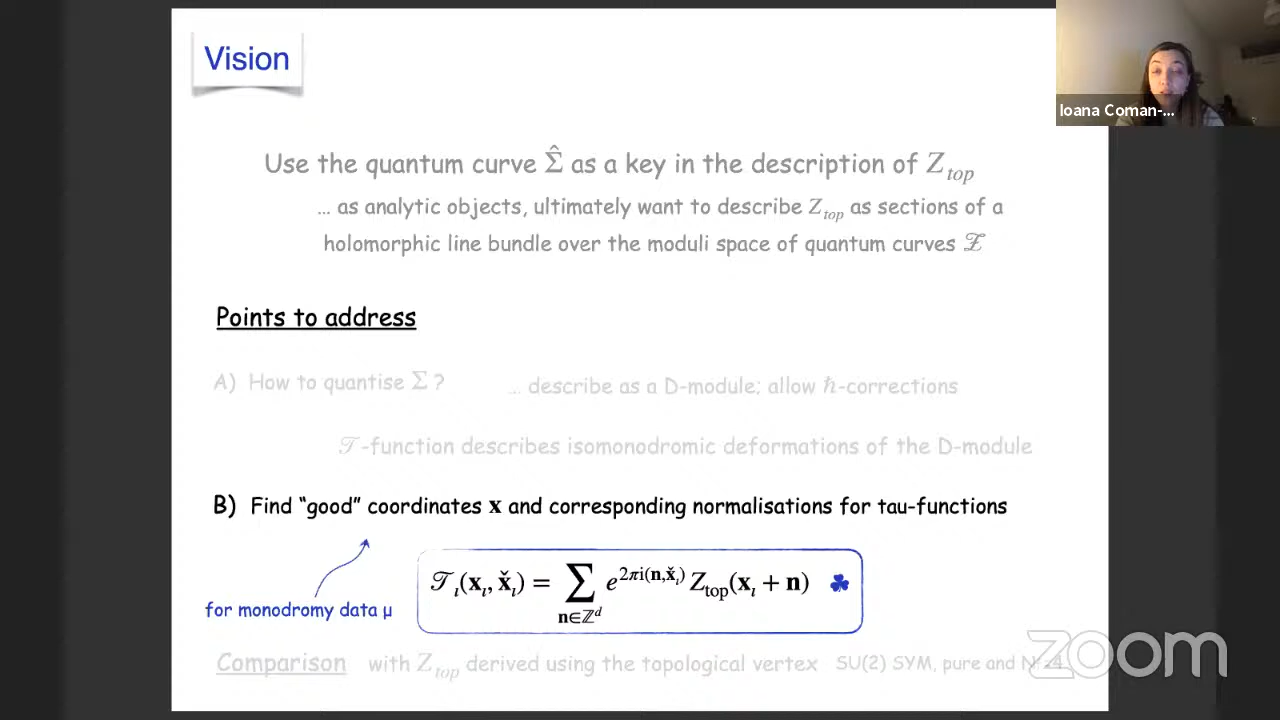 Vision
Ioana Coman-...
Use the quantum curve Σ̂ as a key in the description of Z_top
... as analytic objects, ultimately want to describe Z_top as sections of a
holomorphic line bundle over the moduli space of quantum curves 𝒵
Points to address
A) How to quantise Σ ? ... describe as a D-module; allow ℏ-corrections
𝒯-function describes isomonodromic deformations of the D-module
B) Find “good” coordinates x and corresponding normalisations for tau-functions
𝒯_ι(x_ι, x̌_ι) = ∑_{n∈ℤ^d} e^{2πi(n,x̌_ι)} Z_top(x_ι + n) ♣
for monodromy data μ
Comparison with Z_top derived using the topological vertex SU(2) SYM, pure and
zoom